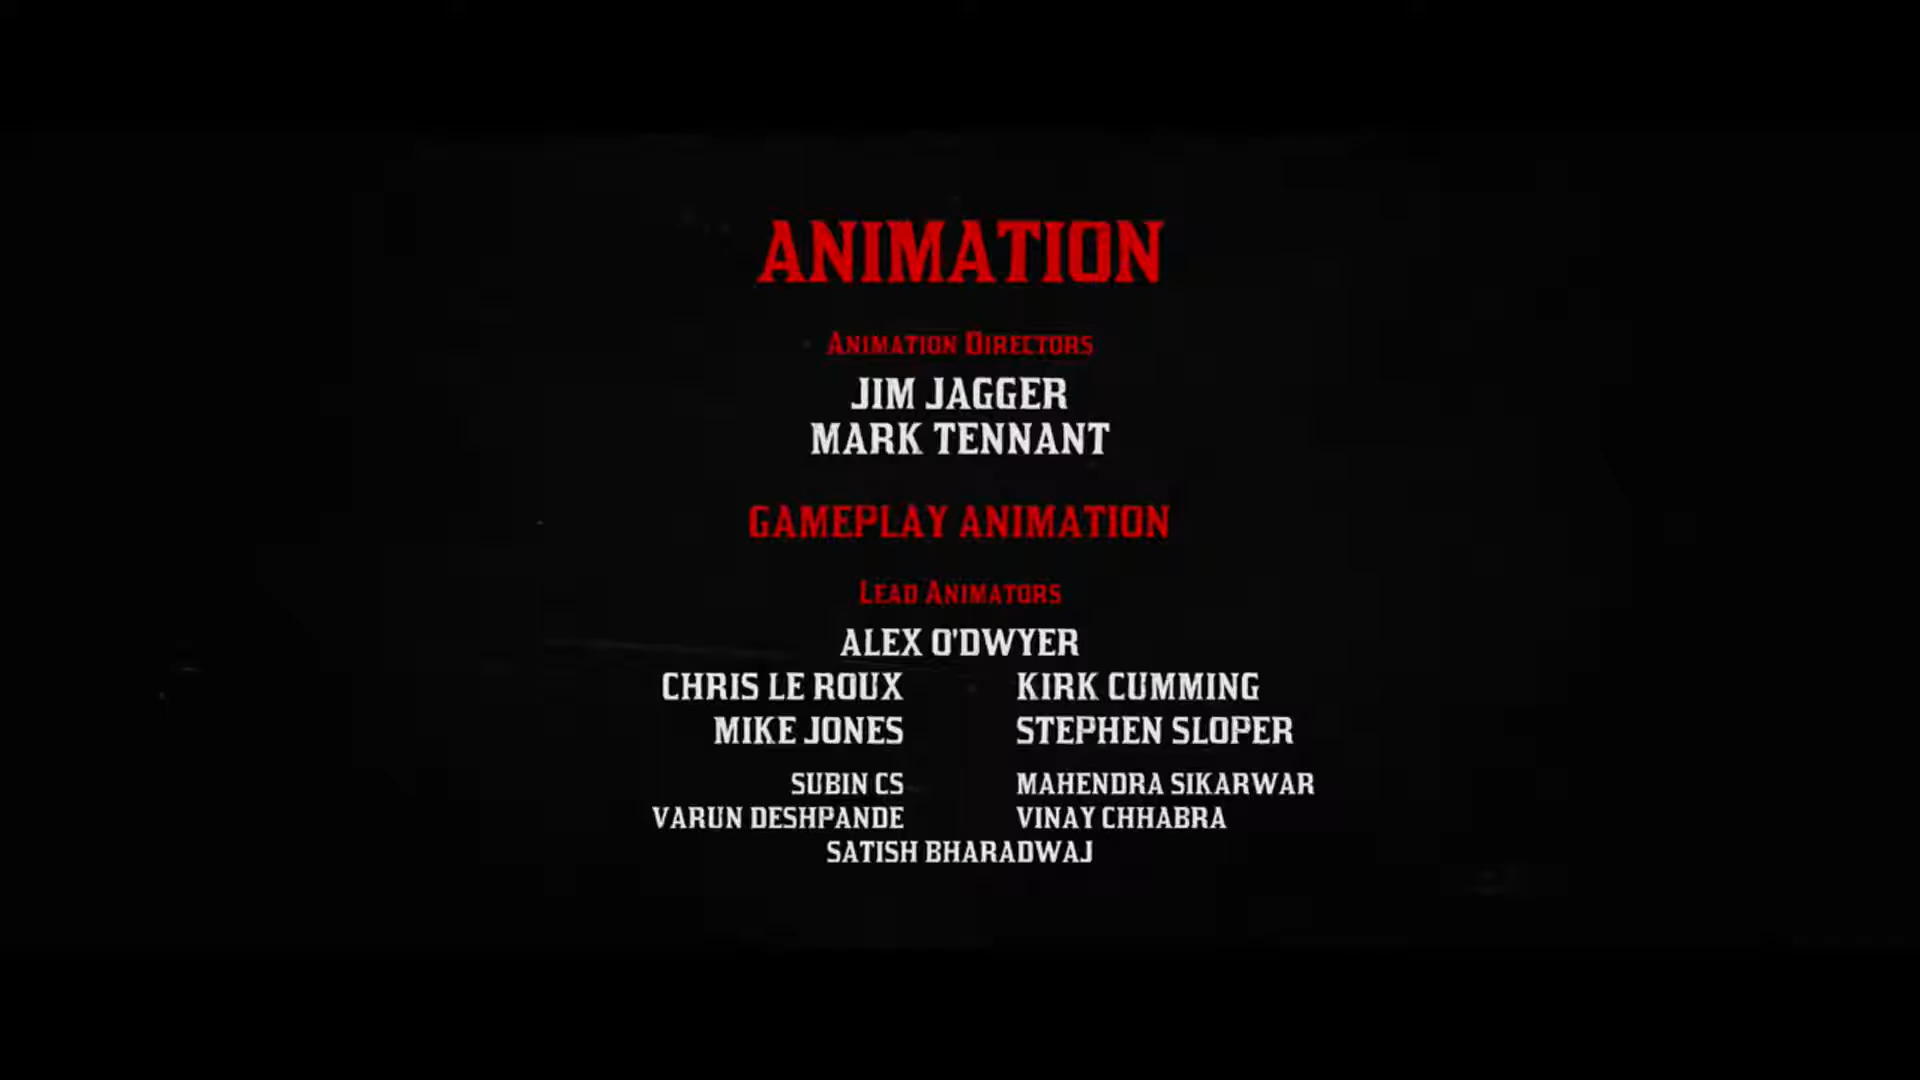 ANIMATION
ANIMATION DIRECTORS
JIM JAGGER
MARK TENNANT
GAMEPLAY ANIMATION
LEAD ANIMATORS
ALEX O'DWYER
CHRIS LE ROUX KIRK CUMMING
MIKE JONES STEPHEN SLOPER
SUBIN CS MAHENDRA SIKARWAR
VARUN DESHPANDE VINAY CHHABRA
SATISH BHARADWAJ